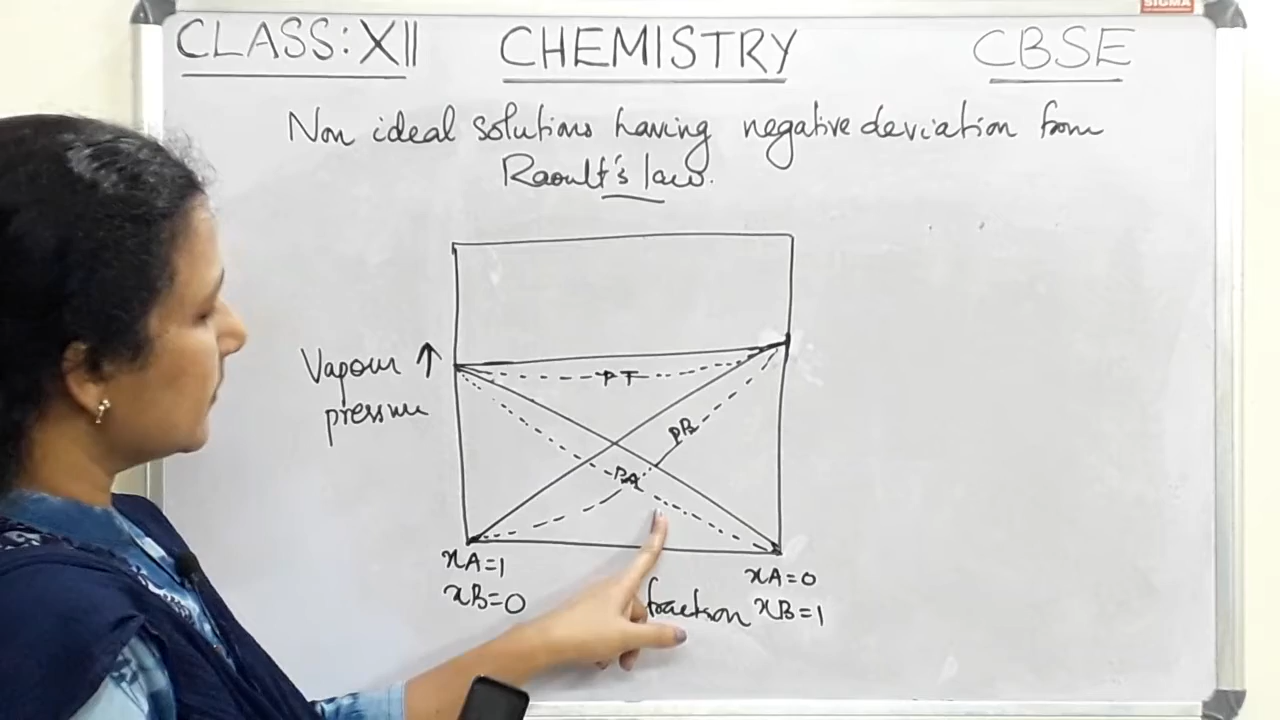 SIGMA
CLASS: XII CHEMISTRY CBSE
Non ideal solutions having negative deviation from
Raoult's law.
Vapour ↑
pressure
PT
PB
PA
xA=1
xB=0
fraction
xA=0
xB=1